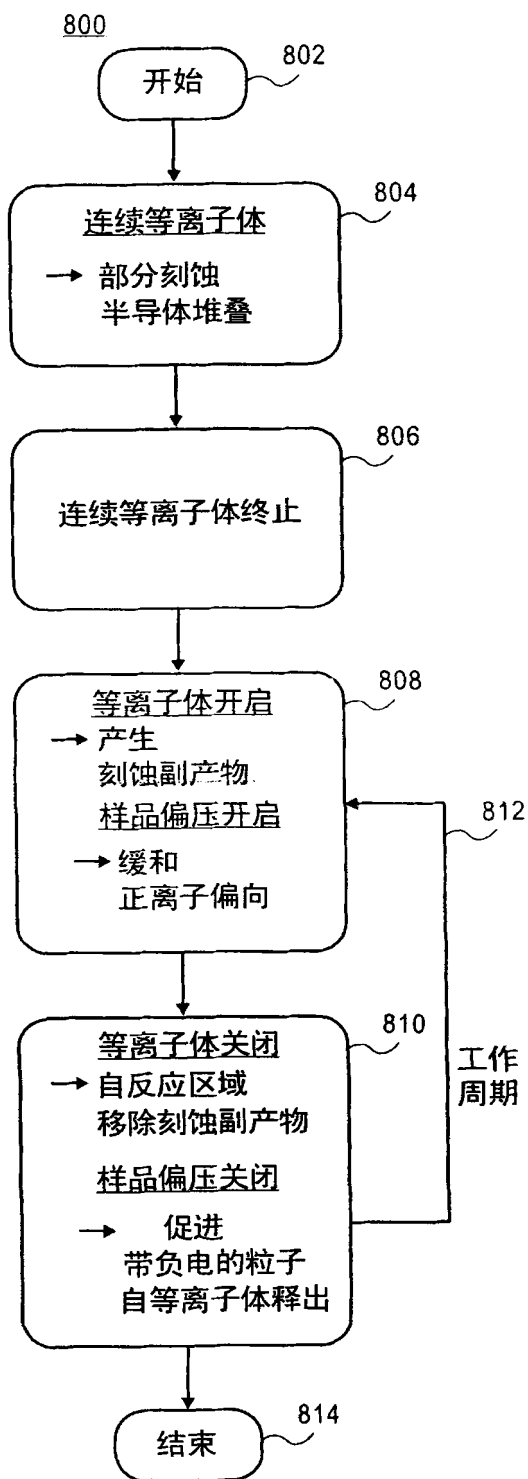 800
开始
802
连续等离子体
804
→ 部分刻蚀
半导体堆叠
806
连续等离子体终止
等离子体开启
808
→ 产生
刻蚀副产物
样品偏压开启
812
→ 缓和
正离子偏向
等离子体关闭
810
→ 自反应区域
移除刻蚀副产物
工作
周期
样品偏压关闭
→ 促进
带负电的粒子
自等离子体释出
结束
814